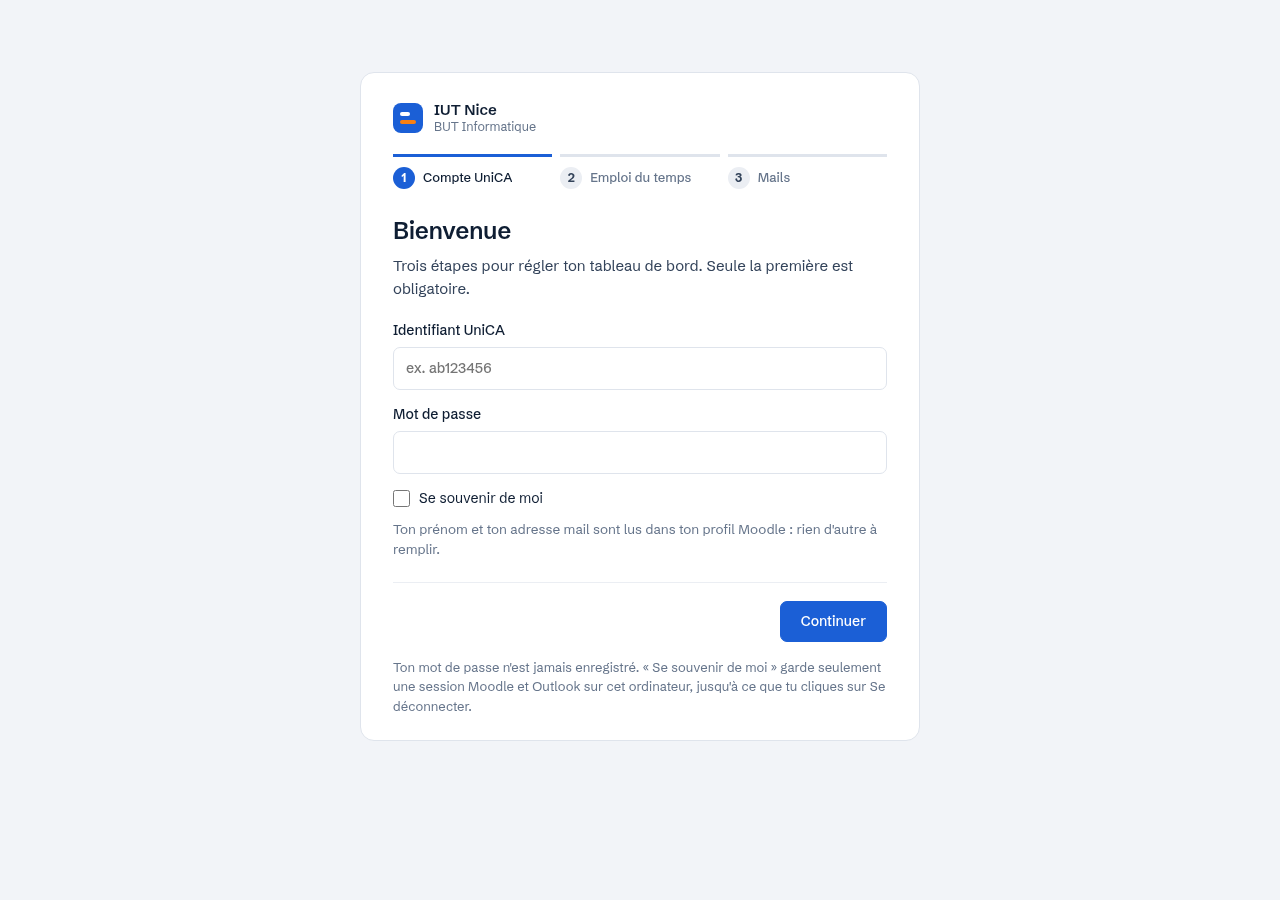 IUT Nice
BUT Informatique
1 Compte UniCA
2 Emploi du temps
3 Mails
Bienvenue
Trois étapes pour régler ton tableau de bord. Seule la première est
obligatoire.
Identifiant UniCA
ex. ab123456
Mot de passe
Se souvenir de moi
Ton prénom et ton adresse mail sont lus dans ton profil Moodle : rien d'autre à
remplir.
Continuer
Ton mot de passe n'est jamais enregistré. « Se souvenir de moi » garde seulement
une session Moodle et Outlook sur cet ordinateur, jusqu'à ce que tu cliques sur Se
déconnecter.